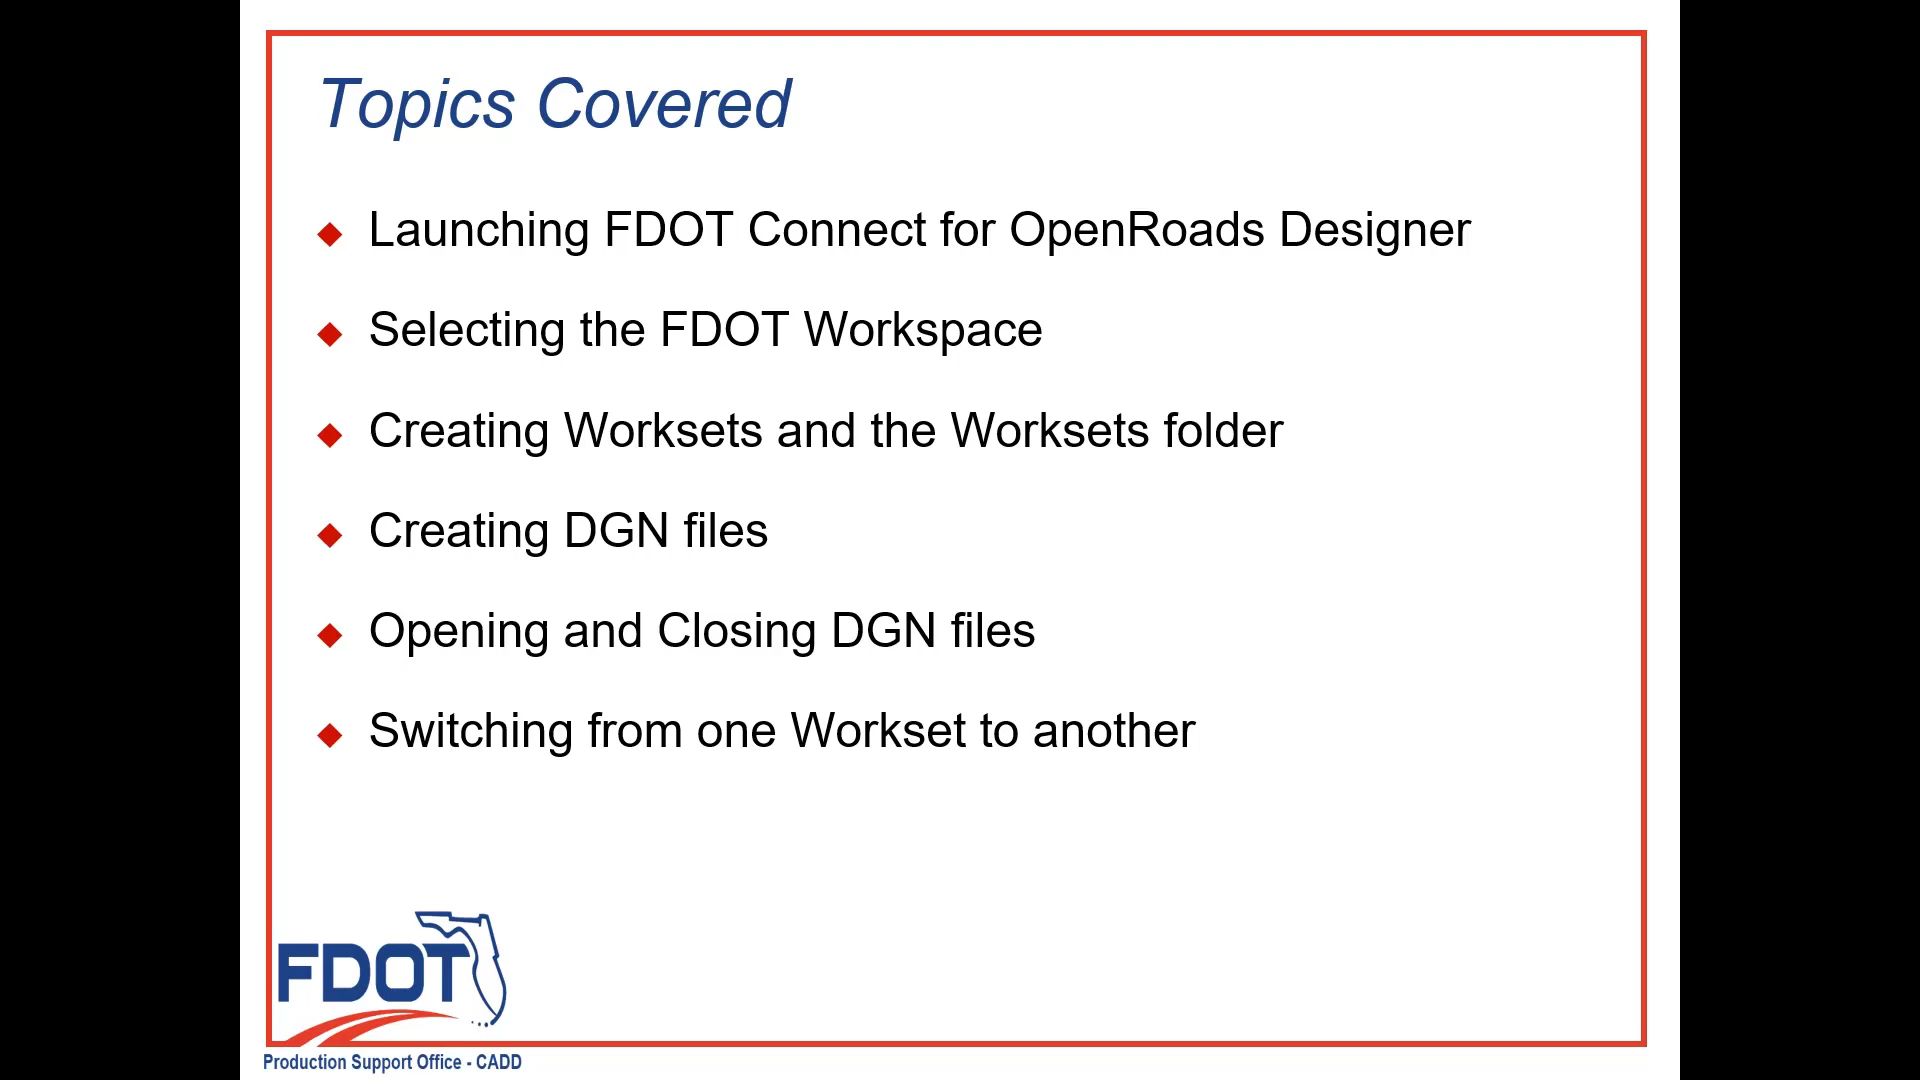 Topics Covered
Launching FDOT Connect for OpenRoads Designer
Selecting the FDOT Workspace
Creating Worksets and the Worksets folder
Creating DGN files
Opening and Closing DGN files
Switching from one Workset to another
FDOT
Production Support Office - CADD